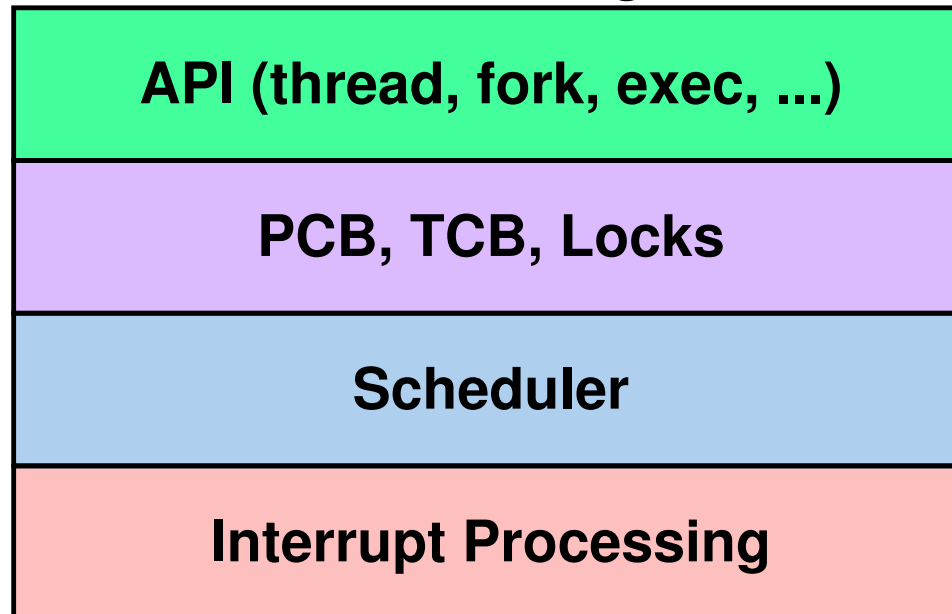 API (thread, fork, exec, ...)
PCB, TCB, Locks
Scheduler
Interrupt Processing